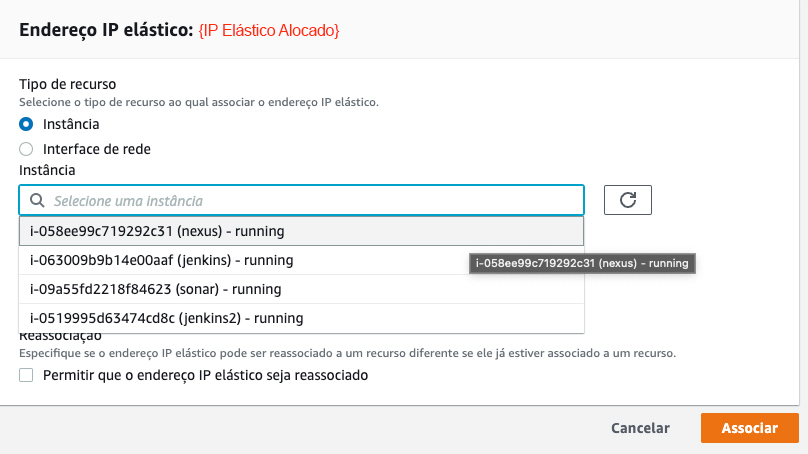 Endereço IP elástico: {IP Elástico Alocado}
Tipo de recurso
Selecione o tipo de recurso ao qual associar o endereço IP elástico.
Instância
Interface de rede
Instância
Selecione uma instância
i-058ee99c719292c31 (nexus) - running
i-063009b9b14e00aaf (jenkins) - running
i-058ee99c719292c31 (nexus) - running
i-09a55fd2218f84623 (sonar) - running
i-0519995d63474cd8c (jenkins2) - running
Reassociação
Especifique se o endereço IP elástico pode ser reassociado a um recurso diferente se ele já estiver associado a um recurso.
Permitir que o endereço IP elástico seja reassociado
Cancelar
Associar